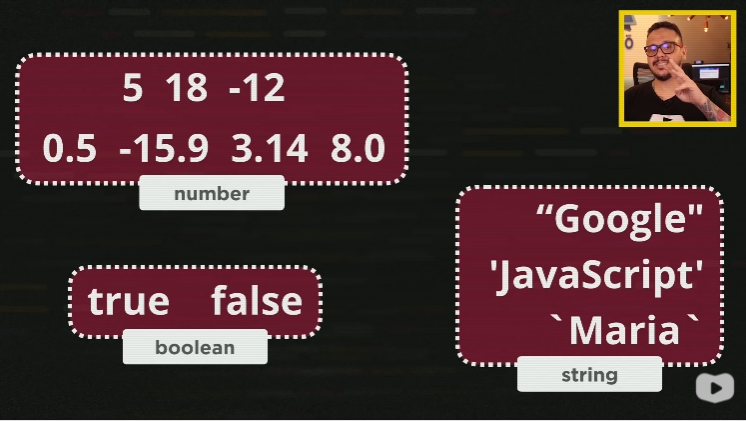 5 18 -12
0.5 -15.9 3.14 8.0
number
true false
boolean
“Google"
'JavaScript'
`Maria`
string